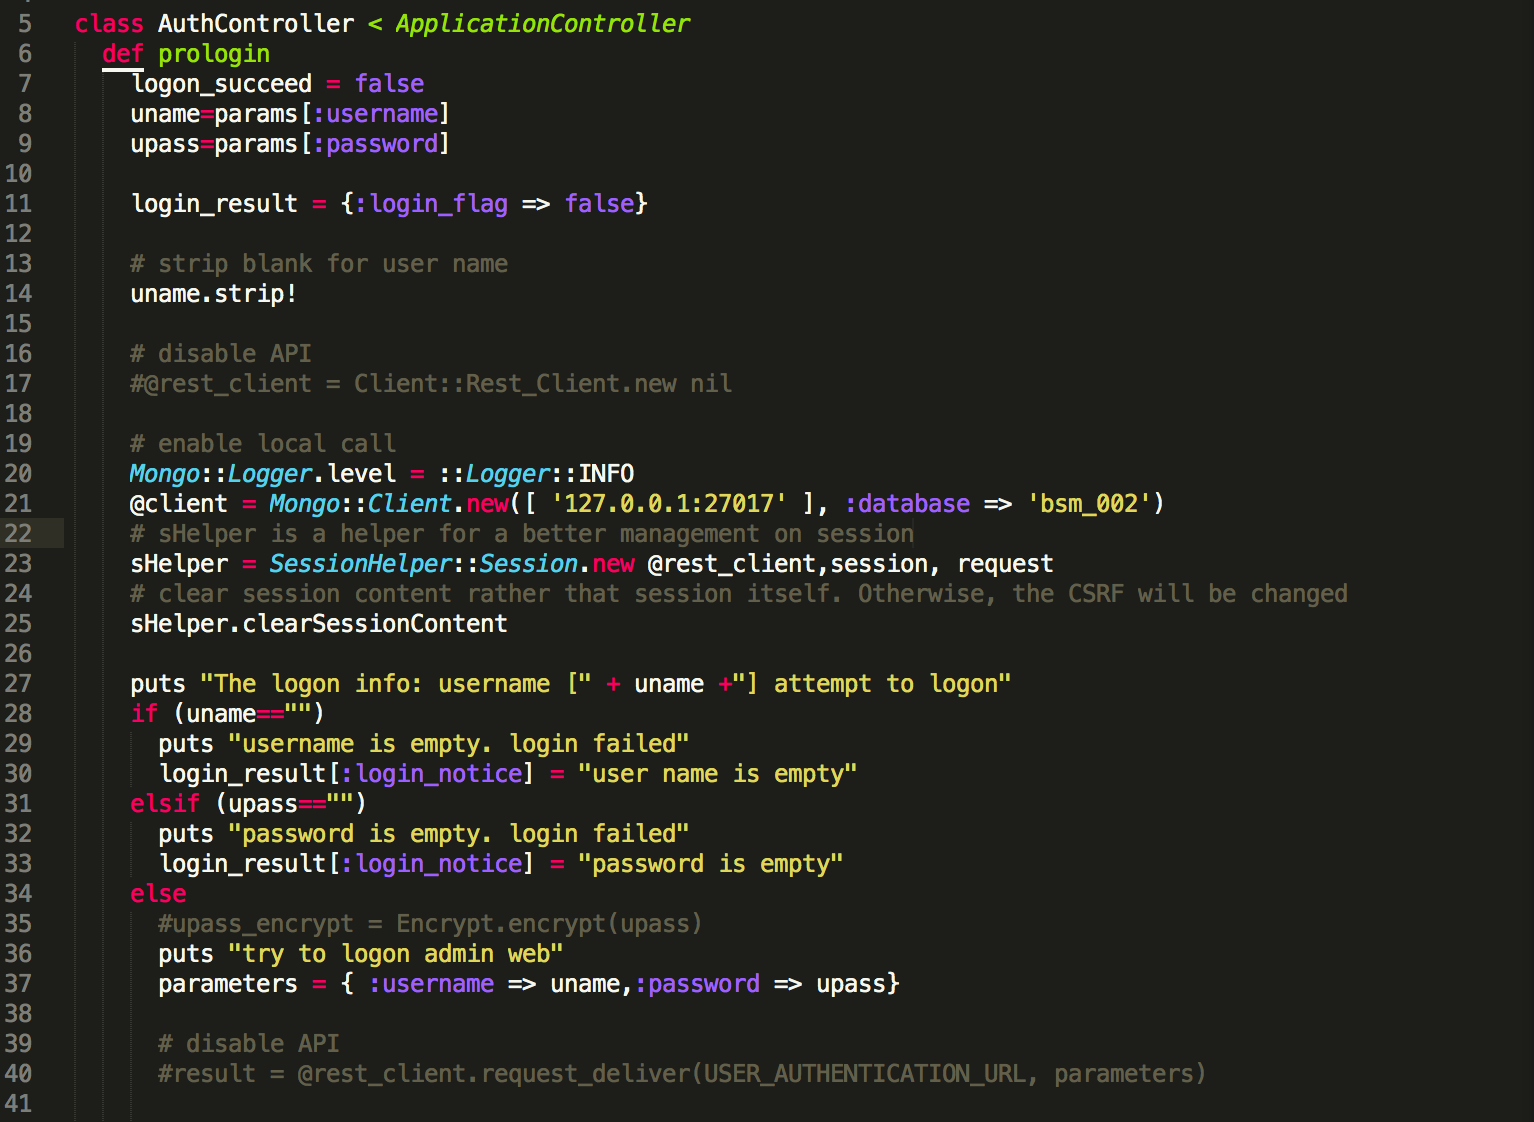 5 class AuthController < ApplicationController
6 def prologin
7 logon_succeed = false
8 uname=params[:username]
9 upass=params[:password]
10
11 login_result = {:login_flag => false}
12
13 # strip blank for user name
14 uname.strip!
15
16 # disable API
17 #@rest_client = Client::Rest_Client.new nil
18
19 # enable local call
20 Mongo::Logger.level = ::Logger::INFO
21 @client = Mongo::Client.new([ '127.0.0.1:27017' ], :database => 'bsm_002')
22 # sHelper is a helper for a better management on session
23 sHelper = SessionHelper::Session.new @rest_client,session, request
24 # clear session content rather that session itself. Otherwise, the CSRF will be changed
25 sHelper.clearSessionContent
26
27 puts "The logon info: username [" + uname +"] attempt to logon"
28 if (uname=="")
29 puts "username is empty. login failed"
30 login_result[:login_notice] = "user name is empty"
31 elsif (upass=="")
32 puts "password is empty. login failed"
33 login_result[:login_notice] = "password is empty"
34 else
35 #upass_encrypt = Encrypt.encrypt(upass)
36 puts "try to logon admin web"
37 parameters = { :username => uname,:password => upass}
38
39 # disable API
40 #result = @rest_client.request_deliver(USER_AUTHENTICATION_URL, parameters)
41